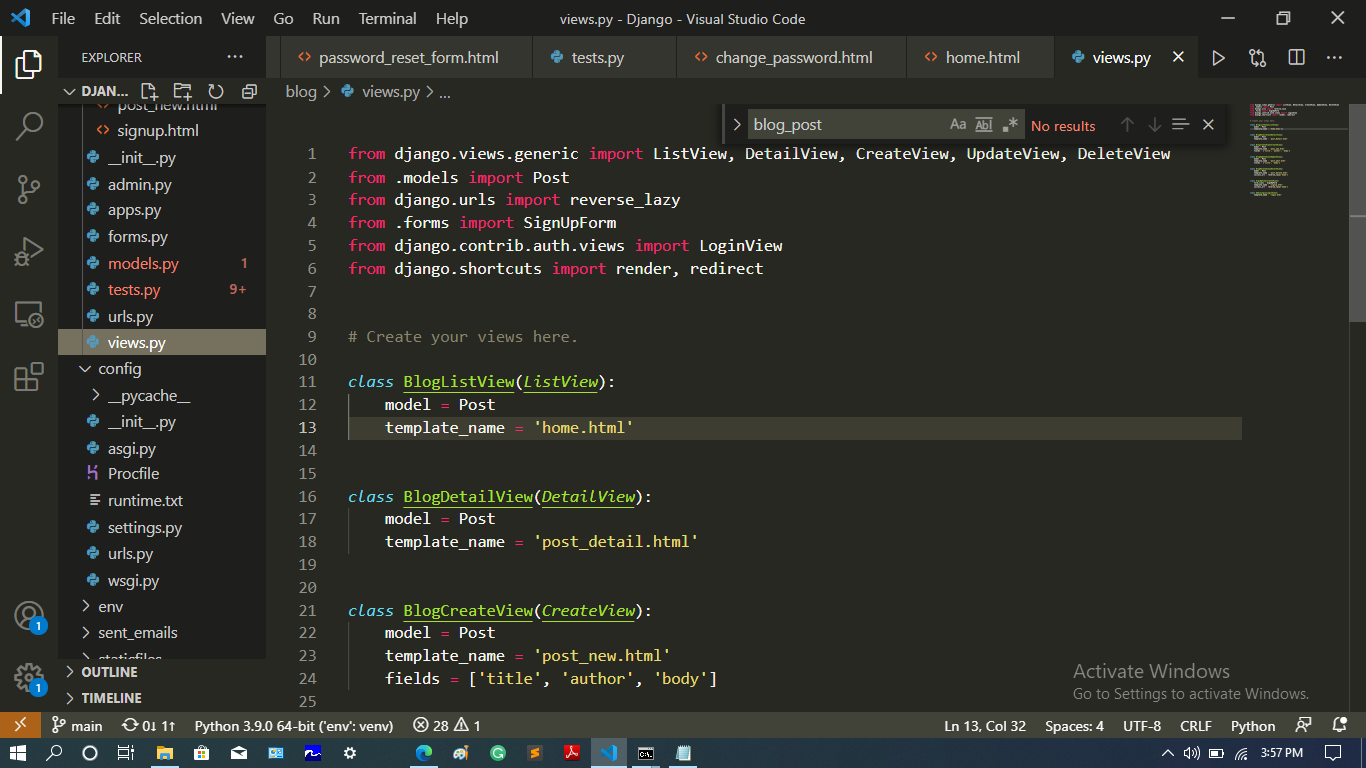 File Edit Selection View Go Run Terminal Help views.py - Django - Visual Studio Code
EXPLORER ···
password_reset_form.html tests.py change_password.html home.html views.py
DJAN...
blog > views.py > ...
post_new.html
signup.html
__init__.py
admin.py
apps.py
forms.py
models.py 1
tests.py 9+
urls.py
views.py
config
__pycache__
__init__.py
asgi.py
Procfile
runtime.txt
settings.py
urls.py
wsgi.py
env
sent_emails
staticfiles
OUTLINE
TIMELINE
blog_post Aa Abl .* No results
1 from django.views.generic import ListView, DetailView, CreateView, UpdateView, DeleteView
2 from .models import Post
3 from django.urls import reverse_lazy
4 from .forms import SignUpForm
5 from django.contrib.auth.views import LoginView
6 from django.shortcuts import render, redirect
7
8
9 # Create your views here.
10
11 class BlogListView(ListView):
12 model = Post
13 template_name = 'home.html'
14
15
16 class BlogDetailView(DetailView):
17 model = Post
18 template_name = 'post_detail.html'
19
20
21 class BlogCreateView(CreateView):
22 model = Post
23 template_name = 'post_new.html'
24 fields = ['title', 'author', 'body']
25
1
1
Activate Windows
Go to Settings to activate Windows.
main 0↓ 1↑ Python 3.9.0 64-bit ('env': venv) 28 1 Ln 13, Col 32 Spaces: 4 UTF-8 CRLF Python
3:57 PM